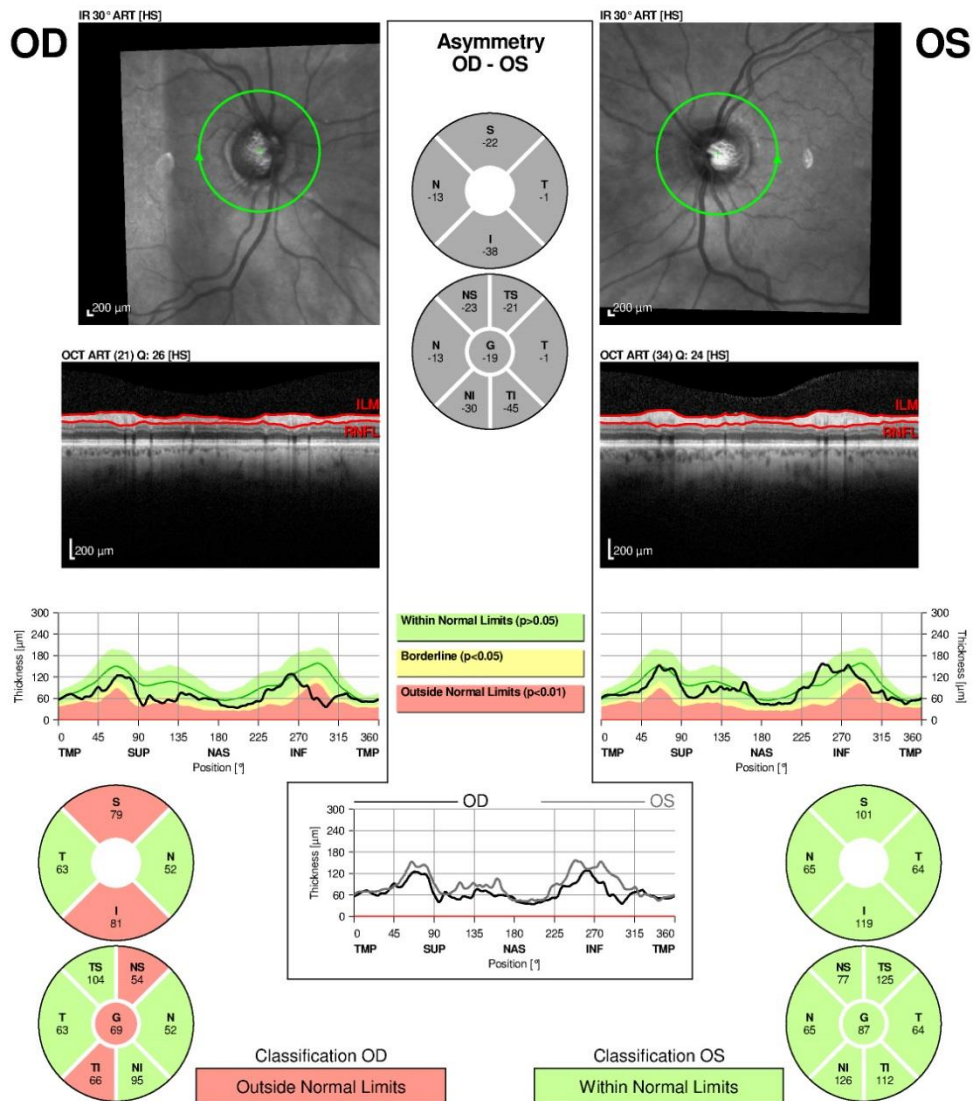 IR 30° ART [HS]
OD
200 µm
Asymmetry
OD - OS
S
-22
N
-13
T
-1
I
-38
NS
-23
TS
-21
N
-13
G
-19
T
-1
NI
-30
TI
-45
IR 30° ART [HS]
OS
200 µm
OCT ART (21) Q: 26 [HS]
ILM
RNFL
200 µm
OCT ART (34) Q: 24 [HS]
ILM
RNFL
200 µm
Thickness [µm]
300
240
180
120
60
0
0 45 90 135 180 225 270 315 360
TMP SUP NAS INF TMP
Position [°]
Within Normal Limits (p>0.05)
Borderline (p<0.05)
Outside Normal Limits (p<0.01)
300
240
180
120
60
0
Thickness [µm]
0 45 90 135 180 225 270 315 360
TMP SUP NAS INF TMP
Position [°]
S
79
T
63
N
52
I
81
TS
104
NS
54
T
63
G
69
N
52
TI
66
NI
95
OD OS
Thickness [µm]
300
240
180
120
60
0
0 45 90 135 180 225 270 315 360
TMP SUP NAS INF TMP
Position [°]
S
101
N
65
T
64
I
119
NS
77
TS
125
N
65
G
87
T
64
NI
126
TI
112
Classification OD
Outside Normal Limits
Classification OS
Within Normal Limits